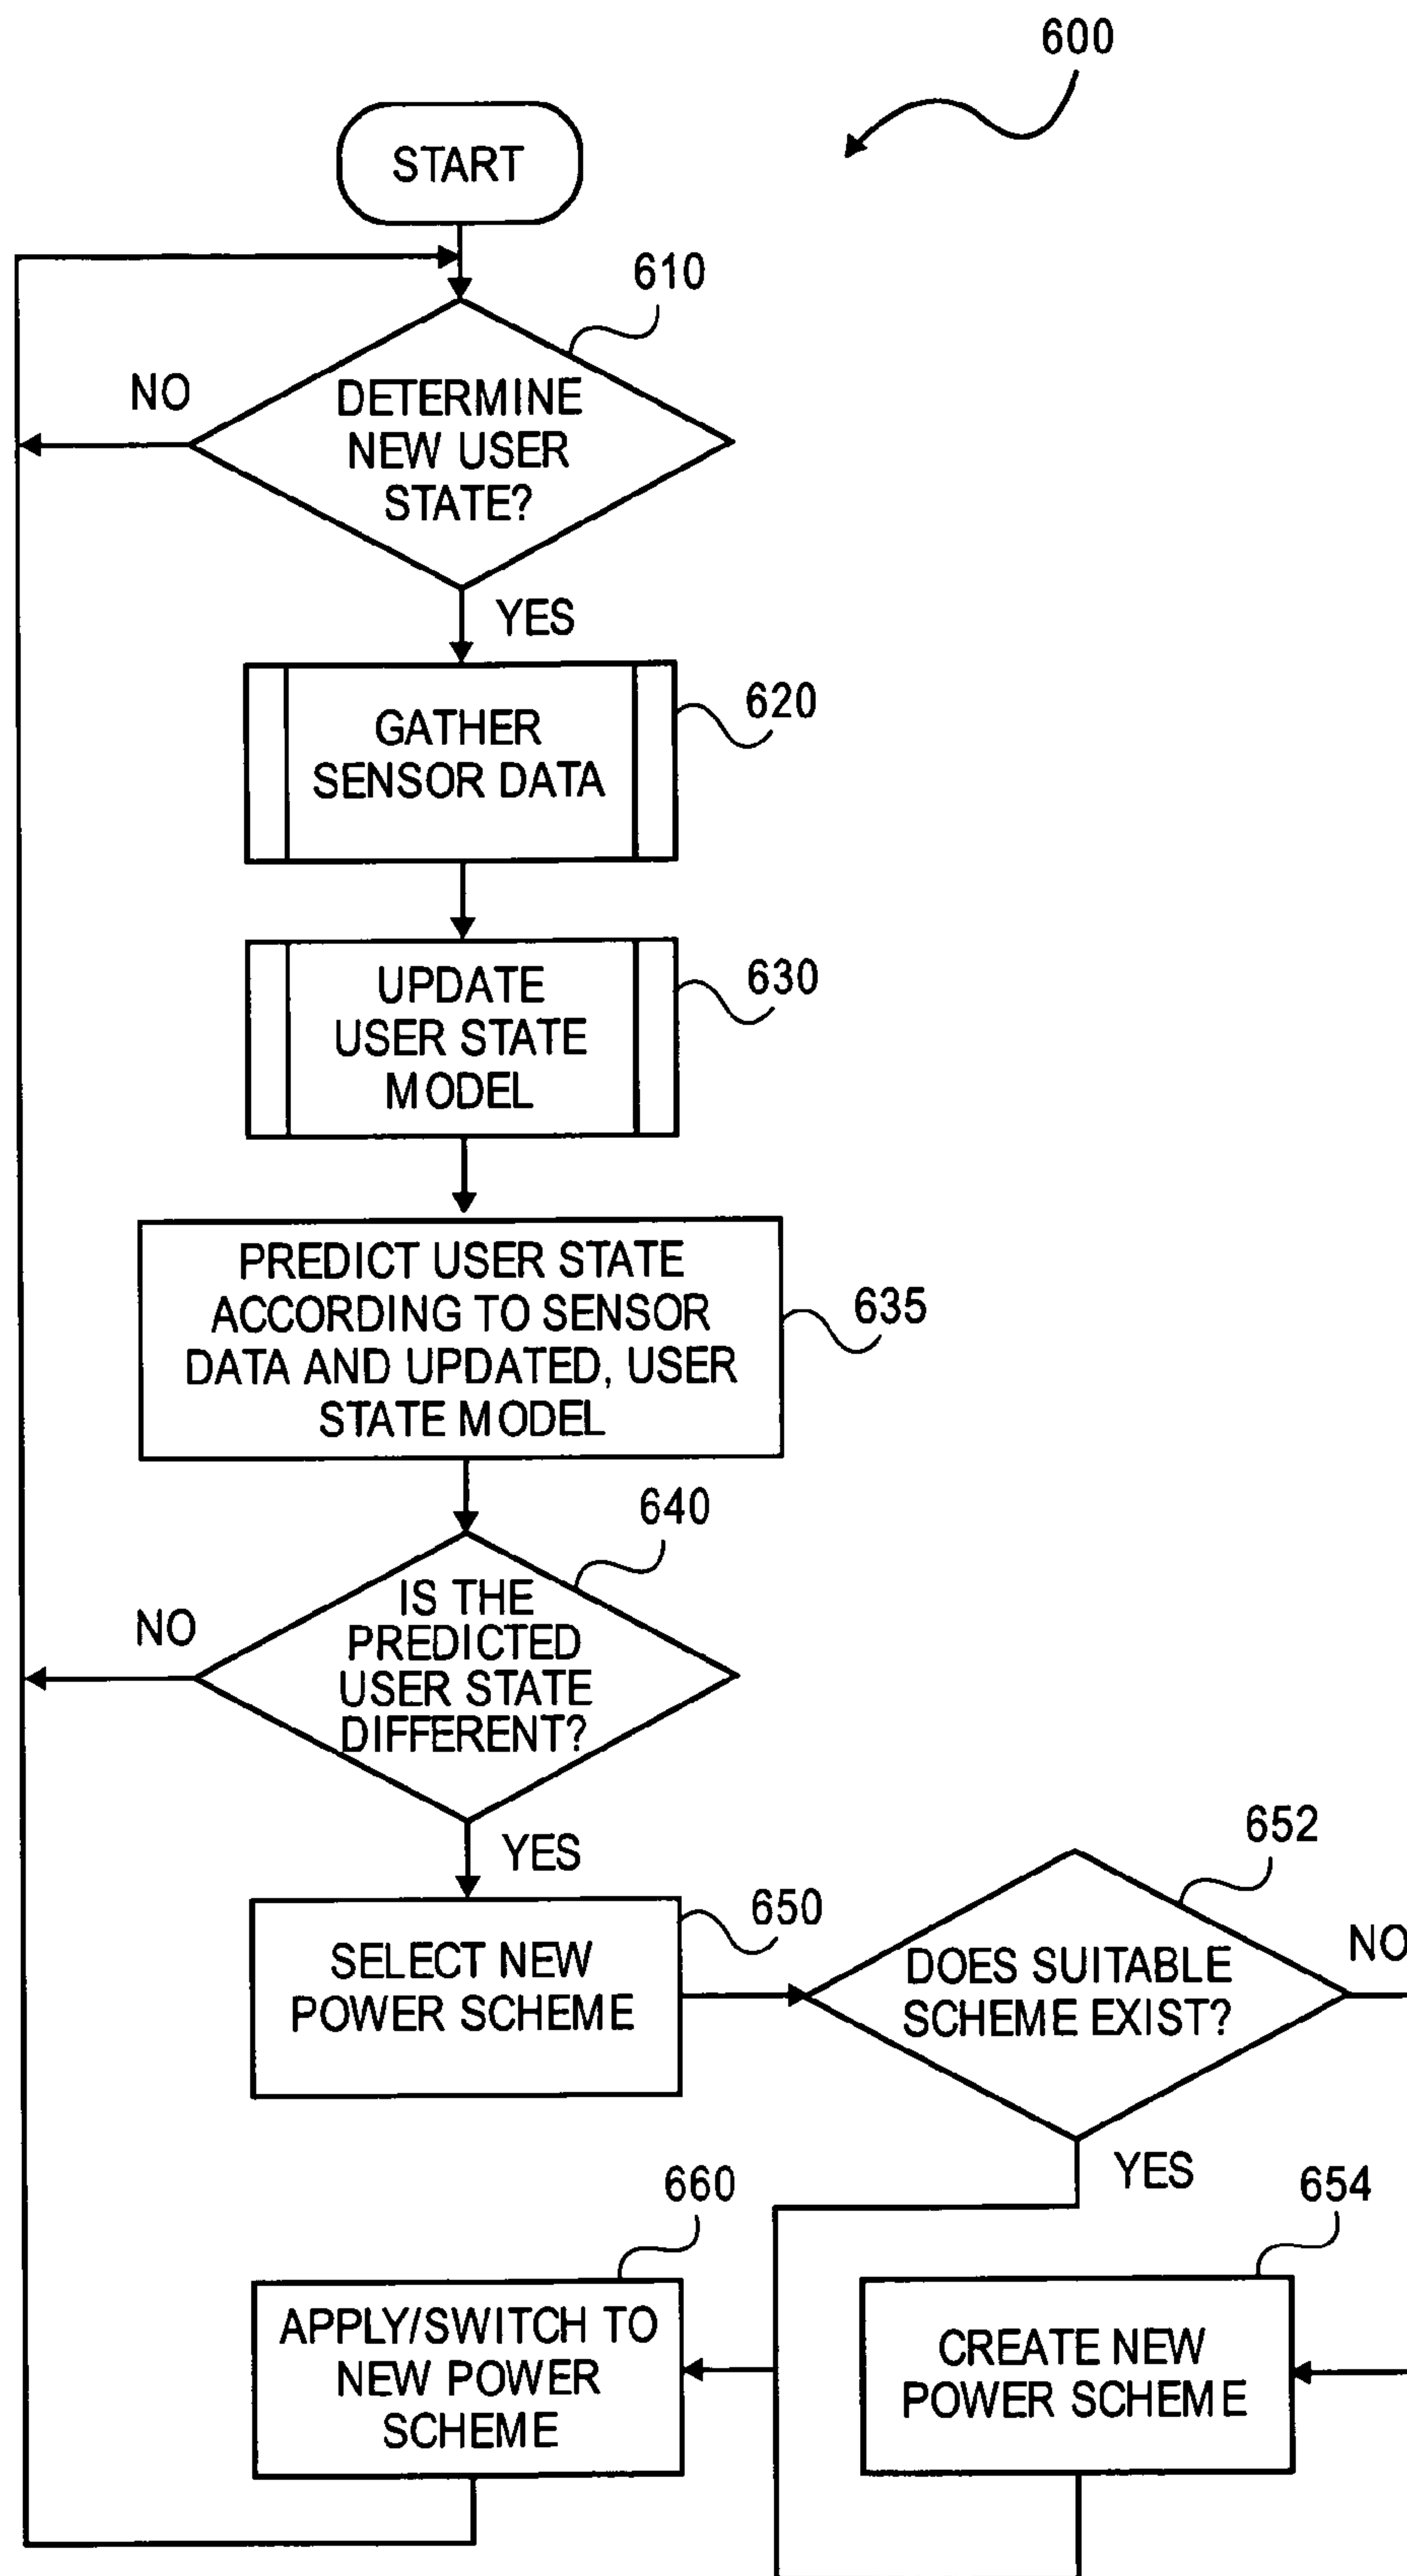 600
START
610
NO
DETERMINE
NEW USER
STATE?
YES
620
GATHER
SENSOR DATA
630
UPDATE
USER STATE
MODEL
635
PREDICT USER STATE
ACCORDING TO SENSOR
DATA AND UPDATED, USER
STATE MODEL
640
NO
IS THE
PREDICTED
USER STATE
DIFFERENT?
YES
650
SELECT NEW
POWER SCHEME
652
NO
DOES SUITABLE
SCHEME EXIST?
YES
654
CREATE NEW
POWER SCHEME
660
APPLY/SWITCH TO
NEW POWER
SCHEME